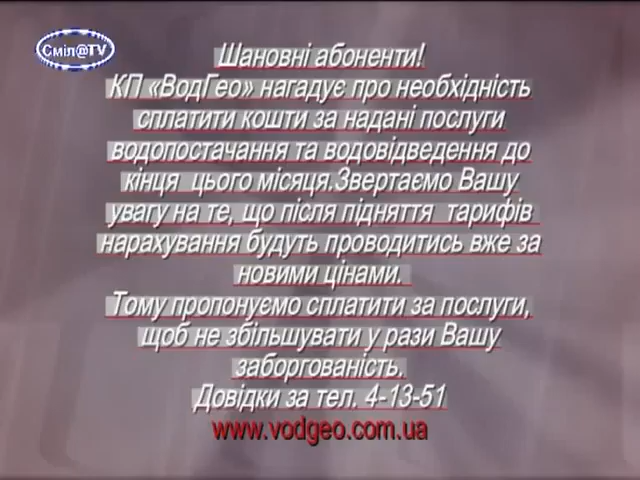 Сміл@TV
Шановні абоненти!
КП «ВодГео» нагадує про необхідність
сплатити кошти за надані послуги
водопостачання та водовідведення до
кінця цього місяця.Звертаємо Вашу
увагу на те, що після підняття тарифів
нарахування будуть проводитись вже за
новими цінами.
Тому пропонуємо сплатити за послуги,
щоб не збільшувати у рази Вашу
заборгованість.
Довідки за тел. 4-13-51
www.vodgeo.com.ua